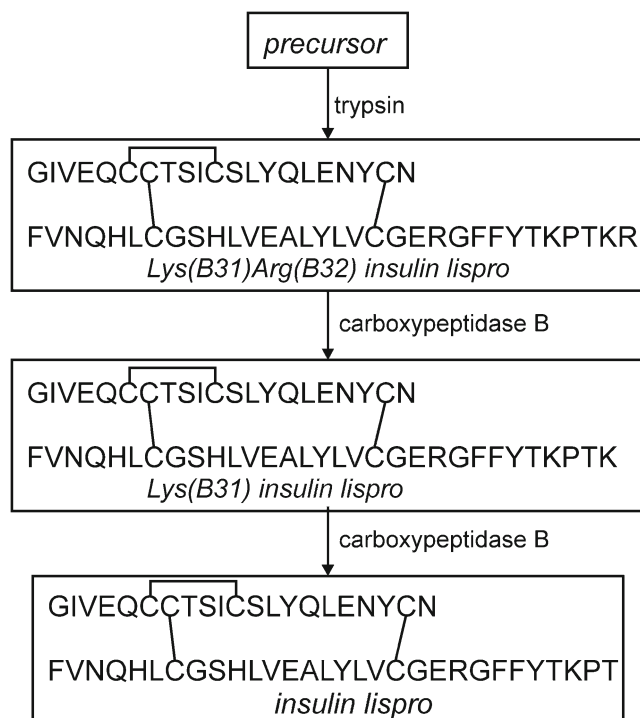 precursor
trypsin
GIVEQCCTSICSLYQLENYCN
FVNQHLCGSHLVEALYLVCGERGFFYTKPTKR
Lys(B31)Arg(B32) insulin lispro
carboxypeptidase B
GIVEQCCTSICSLYQLENYCN
FVNQHLCGSHLVEALYLVCGERGFFYTKPTK
Lys(B31) insulin lispro
carboxypeptidase B
GIVEQCCTSICSLYQLENYCN
FVNQHLCGSHLVEALYLVCGERGFFYTKPT
insulin lispro